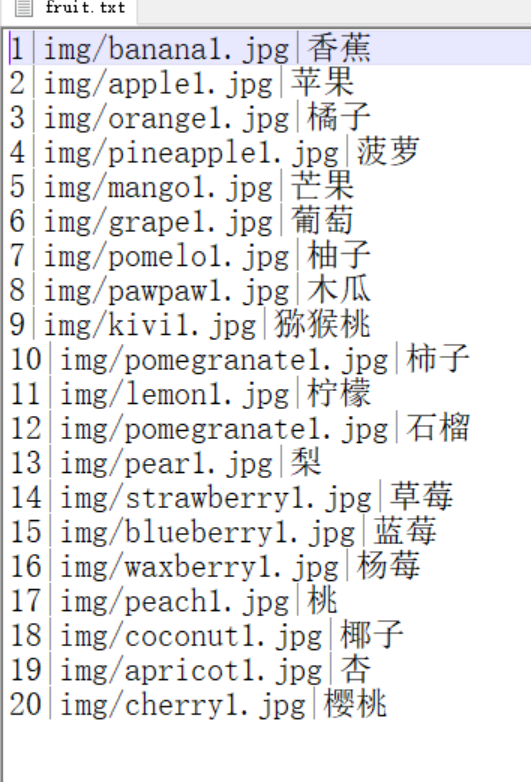 fruit.txt
1|img/banana1.jpg|香蕉
2|img/apple1.jpg|苹果
3|img/orange1.jpg|橘子
4|img/pineapple1.jpg|菠萝
5|img/mango1.jpg|芒果
6|img/grape1.jpg|葡萄
7|img/pomelo1.jpg|柚子
8|img/pawpaw1.jpg|木瓜
9|img/kivi1.jpg|猕猴桃
10|img/pomegranate1.jpg|柿子
11|img/lemon1.jpg|柠檬
12|img/pomegranate1.jpg|石榴
13|img/pear1.jpg|梨
14|img/strawberry1.jpg|草莓
15|img/blueberry1.jpg|蓝莓
16|img/waxberry1.jpg|杨莓
17|img/peach1.jpg|桃
18|img/coconut1.jpg|椰子
19|img/apricot1.jpg|杏
20|img/cherry1.jpg|樱桃